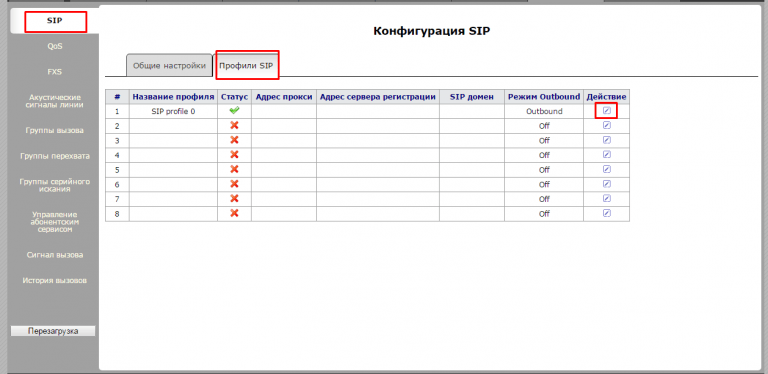 SIP
QoS
FXS
Акустические
сигналы линии
Группы вызова
Группы перехвата
Группы серийного
искания
Управление
абонентским
сервисом
Сигнал вызова
История вызовов
Перезагрузка
Конфигурация SIP
Общие настройки Профили SIP
# Название профиля Статус Адрес прокси Адрес сервера регистрации SIP домен Режим Outbound Действие
1 SIP profile 0 Outbound
2 Off
3 Off
4 Off
5 Off
6 Off
7 Off
8 Off